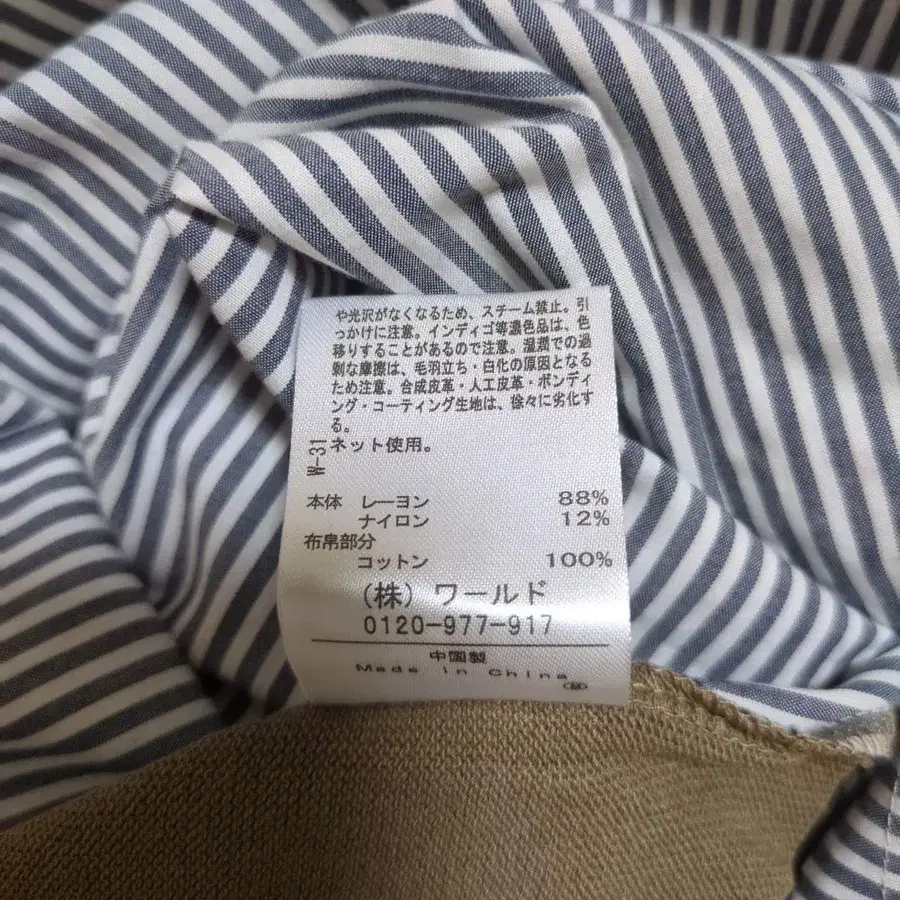 や光沢がなくなるため、スチーム禁止。引
っかけに注意。インディゴ等濃色品は、色
移りすることがあるので注意。湿潤での過
剰な摩擦は、毛羽立ち・白化の原因となる
ため注意。合成皮革・人工皮革・ボンディ
ング・コーティング生地は、徐々に劣化す
る。
ネット使用。
W-31
本体 レーヨン 88%
ナイロン 12%
布帛部分
コットン 100%
(株)ワールド
0120-977-917
中国製
Made in China
M